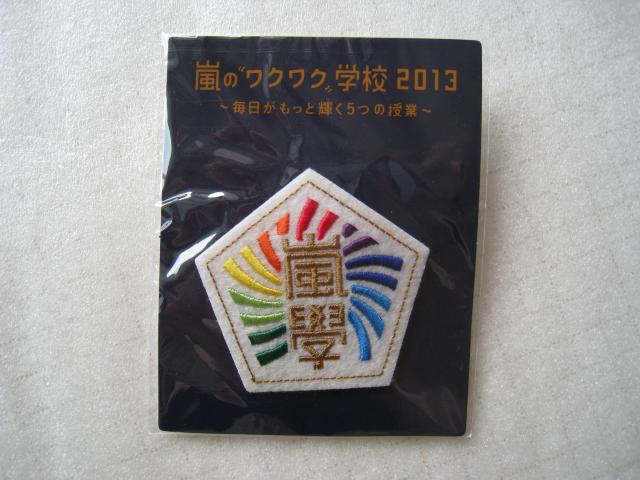 嵐の"ワクワク"学校 2013
～毎日がもっと輝く5つの授業～
嵐